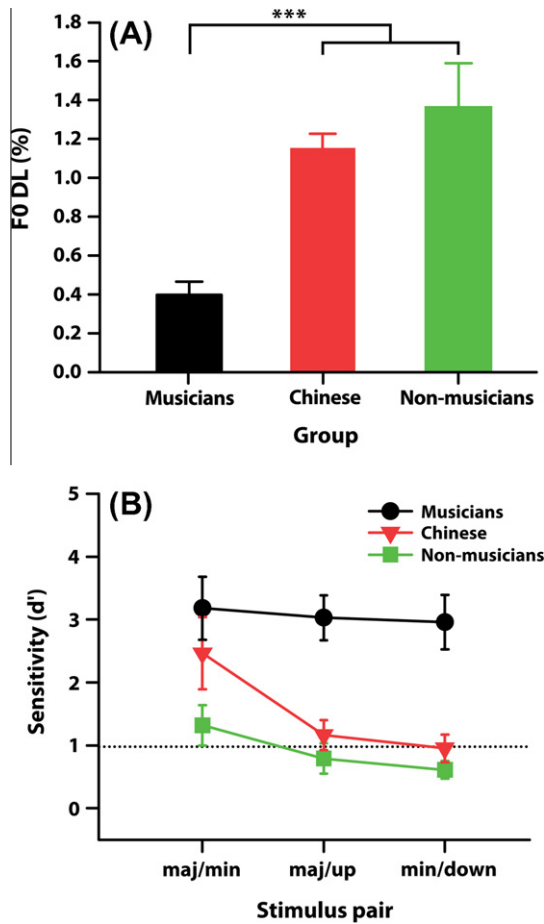 (A)
***
1.8
1.6
1.4
1.2
1.0
0.8
0.6
0.4
0.2
0.0
F0 DL (%)
Musicians Chinese Non-musicians
Group
(B)
Musicians
Chinese
Non-musicians
5
4
3
2
1
0
Sensitivity (d')
maj/min maj/up min/down
Stimulus pair